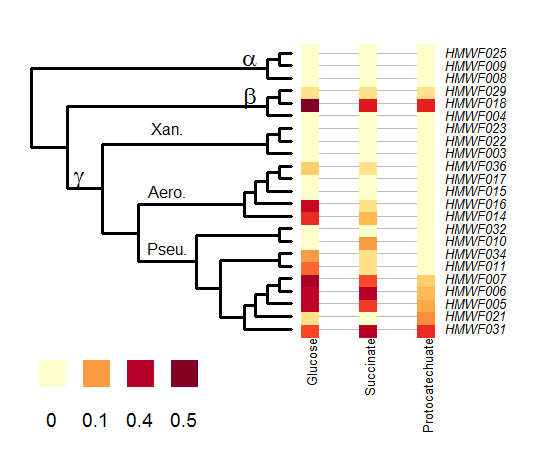 α
HMWF025
HMWF009
HMWF008
β
HMWF029
HMWF018
HMWF004
Xan.
HMWF023
HMWF022
HMWF003
γ
HMWF036
HMWF017
Aero.
HMWF015
HMWF016
HMWF014
HMWF032
Pseu.
HMWF010
HMWF034
HMWF011
HMWF007
HMWF006
HMWF005
HMWF021
HMWF031
Glucose
Succinate
Protocatechuate
0 0.1 0.4 0.5